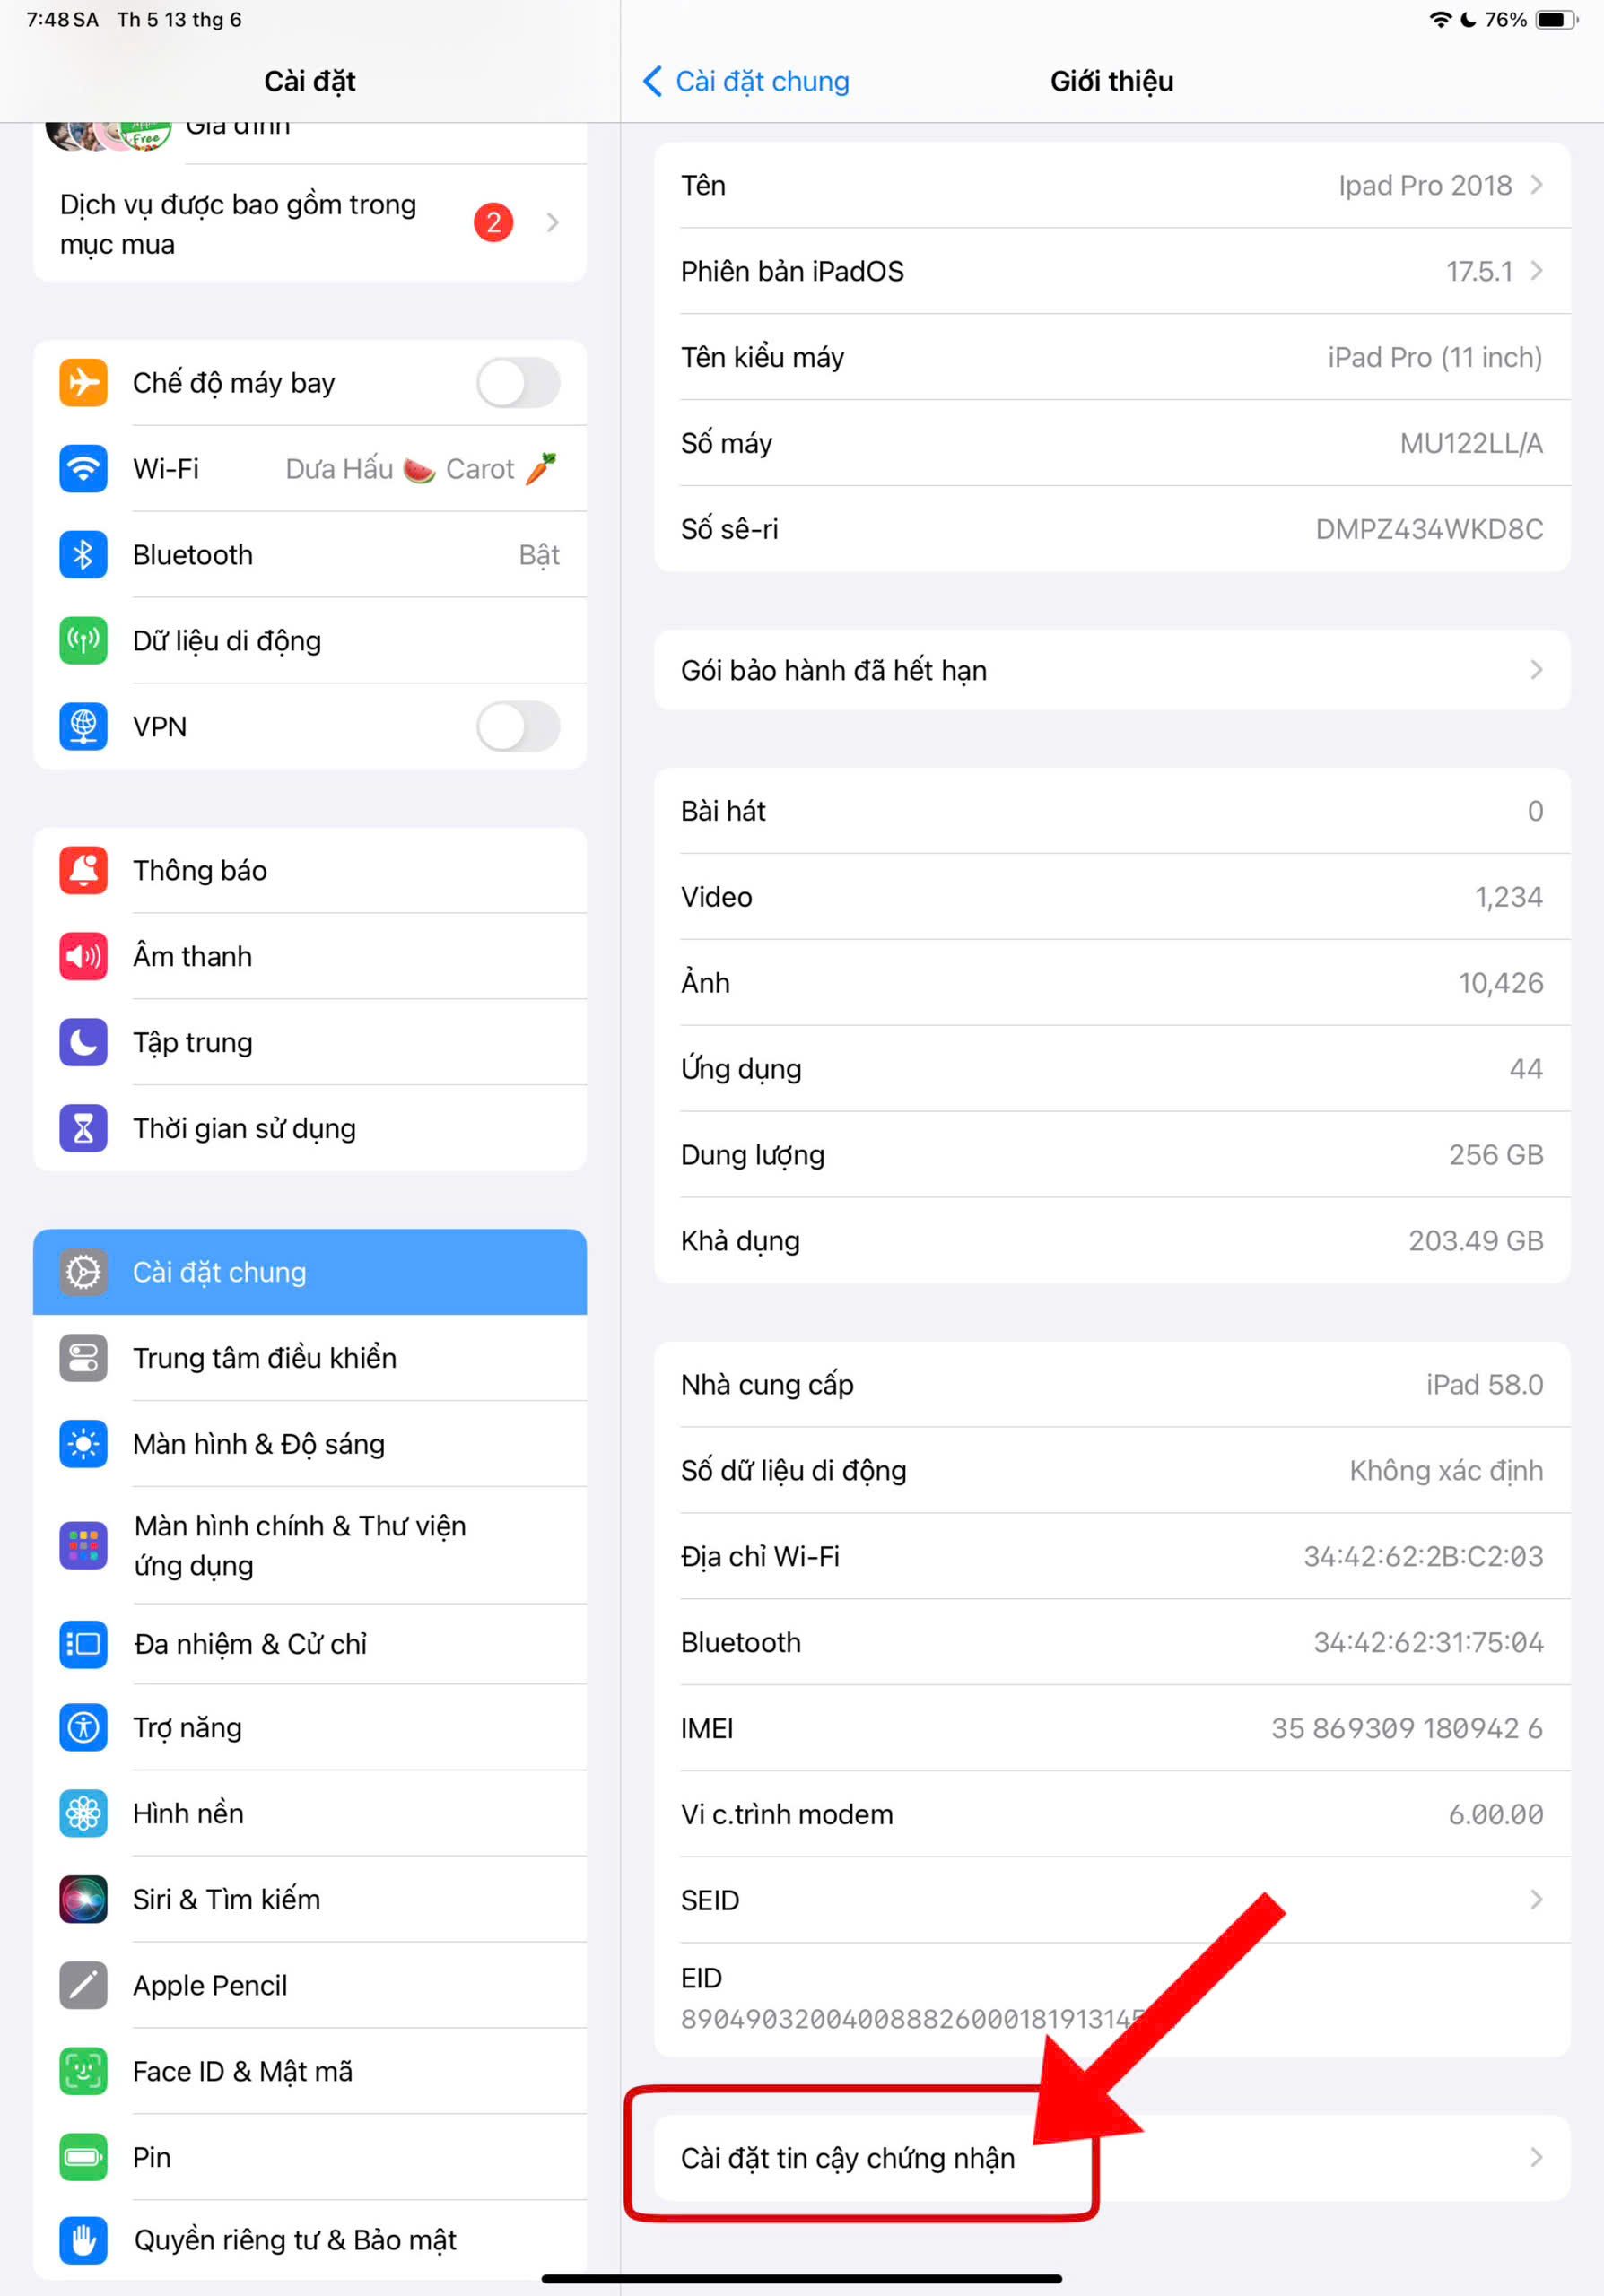 7:48 SA Th 5 13 thg 6
76%
Cài đặt
Free
Gia đình
Dịch vụ được bao gồm trong
mục mua
2
Chế độ máy bay
Wi-Fi Dưa Hấu 🍉 Carot 🥕
Bluetooth Bật
Dữ liệu di động
VPN
Thông báo
Âm thanh
Tập trung
Thời gian sử dụng
Cài đặt chung
Trung tâm điều khiển
Màn hình & Độ sáng
Màn hình chính & Thư viện
ứng dụng
Đa nhiệm & Cử chỉ
Trợ năng
Hình nền
Siri & Tìm kiếm
Apple Pencil
Face ID & Mật mã
Pin
Quyền riêng tư & Bảo mật
Cài đặt chung Giới thiệu
Tên Ipad Pro 2018
Phiên bản iPadOS 17.5.1
Tên kiểu máy iPad Pro (11 inch)
Số máy MU122LL/A
Số sê-ri DMPZ434WKD8C
Gói bảo hành đã hết hạn
Bài hát 0
Video 1,234
Ảnh 10,426
Ứng dụng 44
Dung lượng 256 GB
Khả dụng 203.49 GB
Nhà cung cấp iPad 58.0
Số dữ liệu di động Không xác định
Địa chỉ Wi-Fi 34:42:62:2B:C2:03
Bluetooth 34:42:62:31:75:04
IMEI 35 869309 180942 6
Vi c.trình modem 6.00.00
SEID
EID
Cài đặt tin cậy chứng nhận